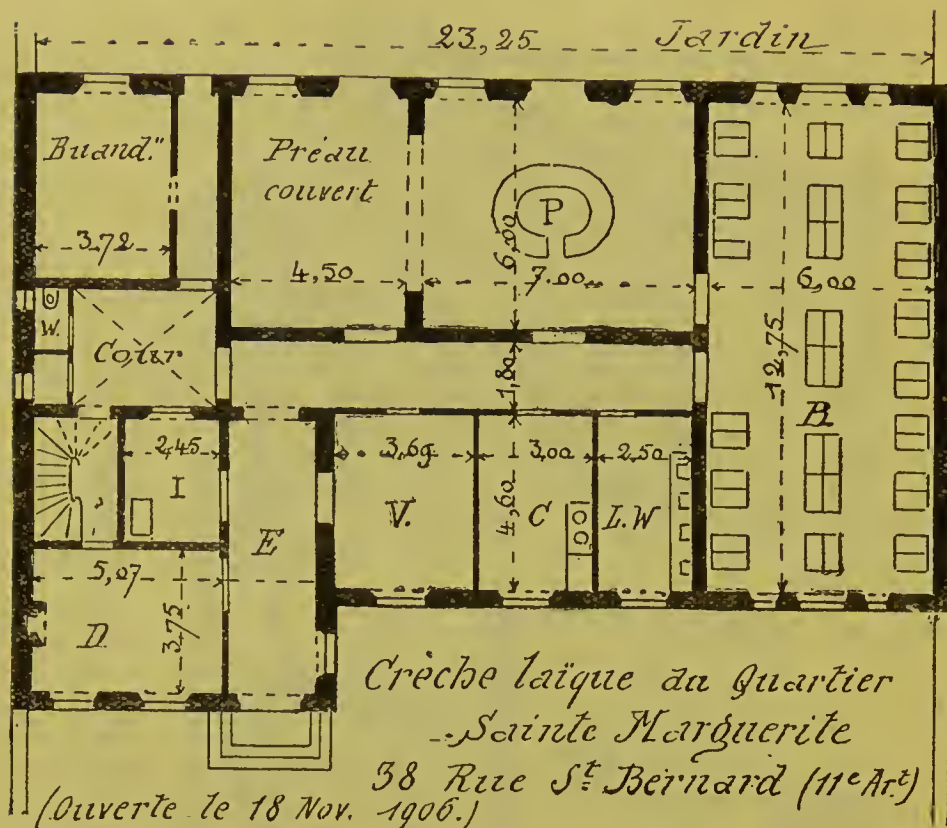 23,25
Jardin
Buand."
3,72
Préau
couvert
4,50
P
6,00
7.00
6,00
12,75
B
W.
Cour
1,80
2,45
I
E
3,69
V.
3,00
4,60
C
2,50
L.W
5,07
3,75
D.
Crèche laïque du Quartier
Sainte Marguerite
38 Rue St Bernard (11e Art)
(Ouverte le 18 Nov. 1906.)